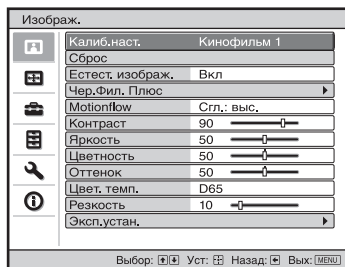 Изображ.
Калиб.наст. Кинофильм 1
Сброс
Естест. изображ. Вкл
Чер.Фил. Плюс
Motionflow Сгл.: выс.
Контраст 90
Яркость 50
Цветность 50
Оттенок 50
Цвет. темп. D65
Резкость 10
Эксп.устан.
Выбор: Уст: Назад: Вых: MENU